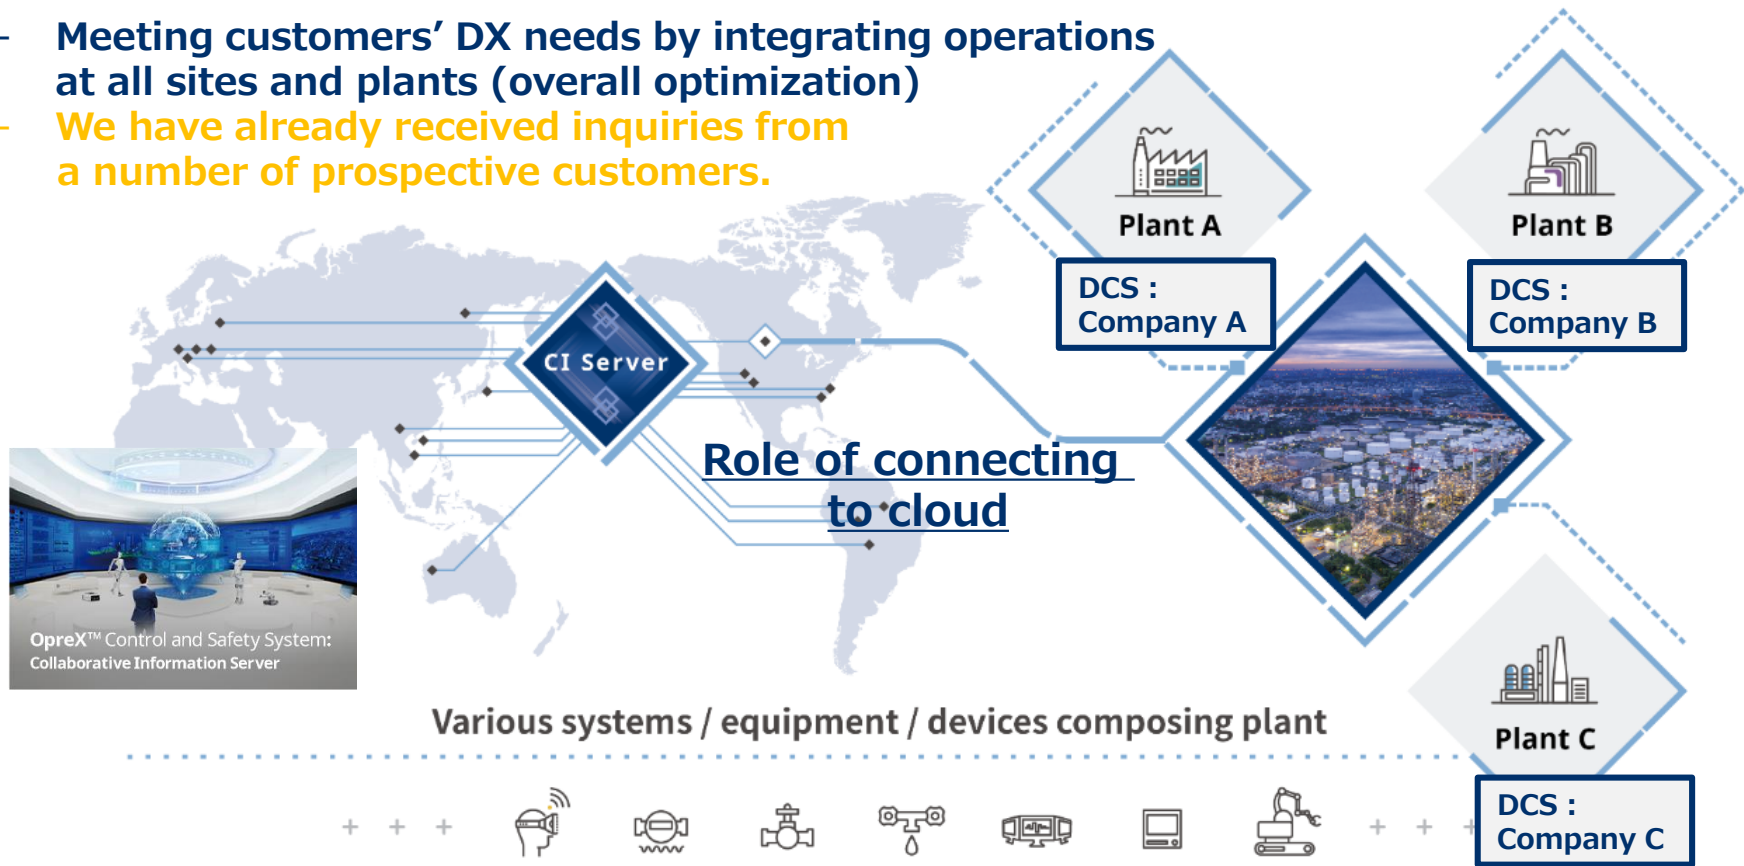 - Meeting customers’ DX needs by integrating operations
at all sites and plants (overall optimization)
- We have already received inquiries from
a number of prospective customers.
Plant A
DCS :
Company A
Plant B
DCS :
Company B
CI Server
Role of connecting
to cloud
OpreX™ Control and Safety System:
Collaborative Information Server
Various systems / equipment / devices composing plant
Plant C
DCS :
Company C